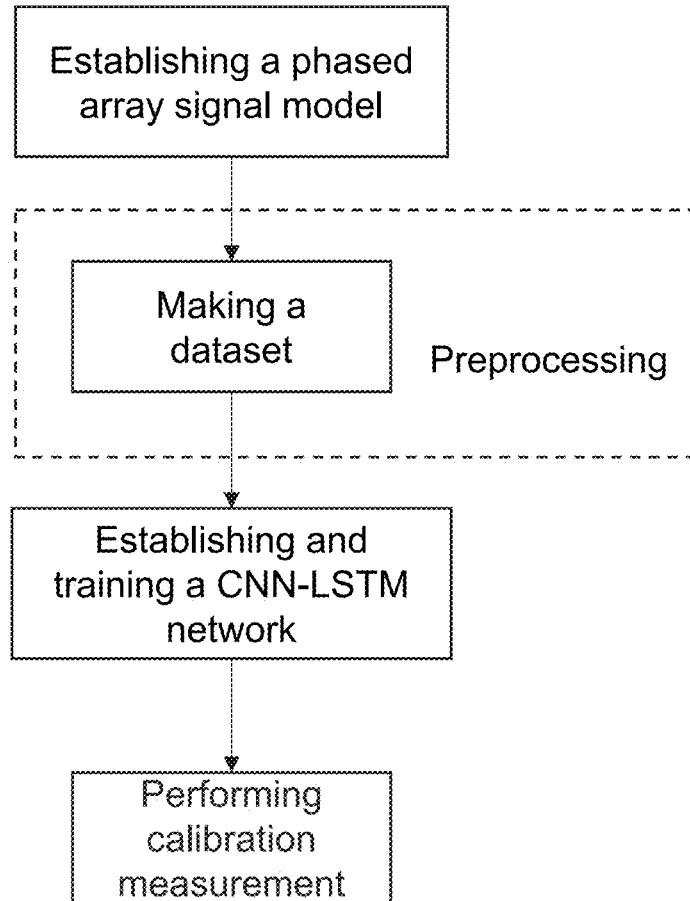 Establishing a phased
array signal model
Making a
dataset
Preprocessing
Establishing and
training a CNN-LSTM
network
Performing
calibration
measurement